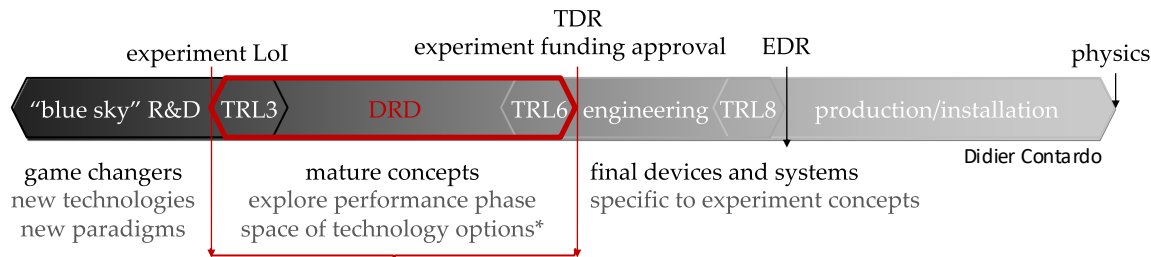 TDR
experiment LoI
experiment funding approval
EDR
physics
“blue sky” R&D
TRL3
DRD
TRL6
engineering
TRL8
production/installation
Didier Contardo
game changers
new technologies
new paradigms
mature concepts
explore performance phase
space of technology options*
final devices and systems
specific to experiment concepts